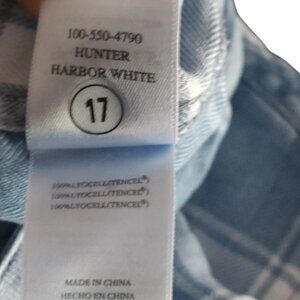 100-550-4790
HUNTER
HARBOR WHITE
17
100%LYOCELL(TENCEL®)
100%LYOCELL(TENCEL®)
100%LYOCELL(TENCEL®)
MADE IN CHINA
HECHO EN CHINA